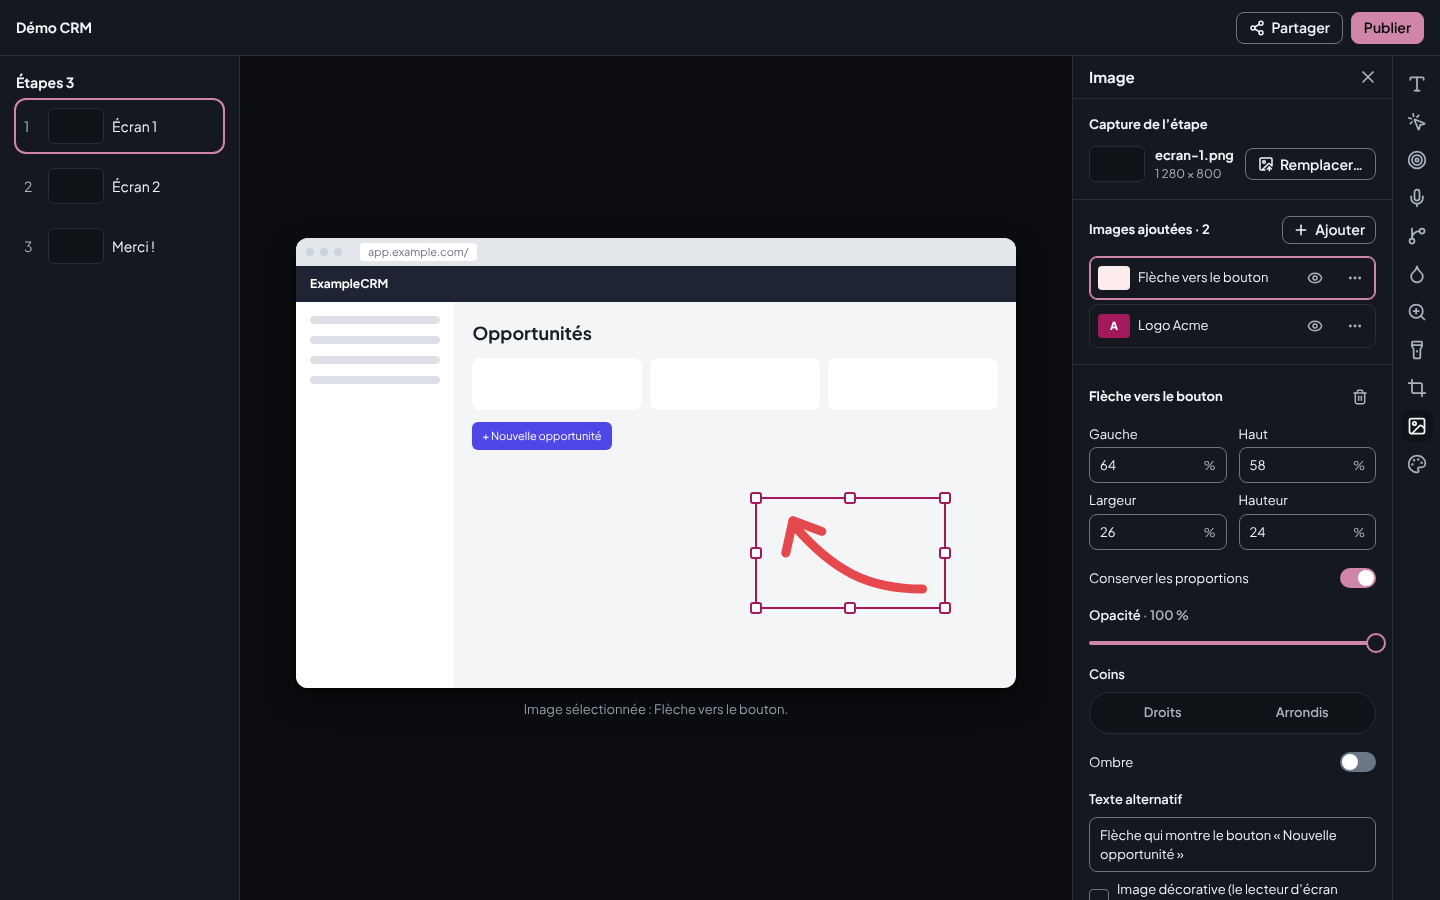 Démo CRM
Partager
Publier
Étapes 3
1 Écran 1
2 Écran 2
3 Merci !
app.example.com/
ExampleCRM
Opportunités
+ Nouvelle opportunité
Image sélectionnée : Flèche vers le bouton.
Image
Capture de l’étape
ecran-1.png
1 280 × 800
Remplacer...
Images ajoutées · 2
Ajouter
Flèche vers le bouton
A Logo Acme
Flèche vers le bouton
Gauche Haut
64 % 58 %
Largeur Hauteur
26 % 24 %
Conserver les proportions
Opacité · 100 %
Coins
Droits Arrondis
Ombre
Texte alternatif
Flèche qui montre le bouton « Nouvelle
opportunité »
Image décorative (le lecteur d’écran